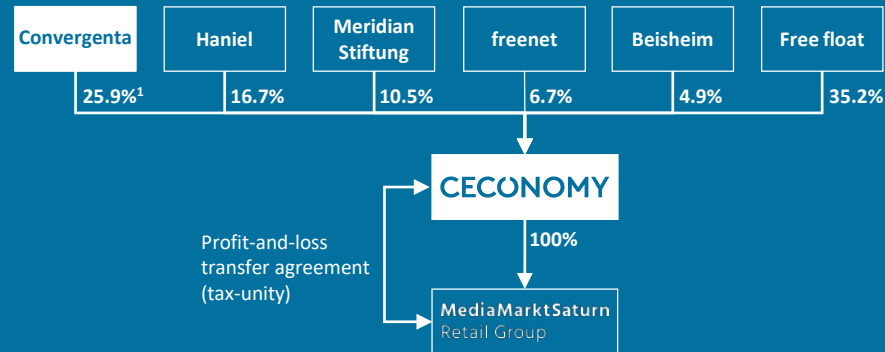 Convergenta
Haniel
Meridian
Stiftung
freenet
Beisheim
Free float
25.9%¹
16.7%
10.5%
6.7%
4.9%
35.2%
CECONOMY
Profit-and-loss
transfer agreement
(tax-unity)
100%
MediaMarktSaturn
Retail Group